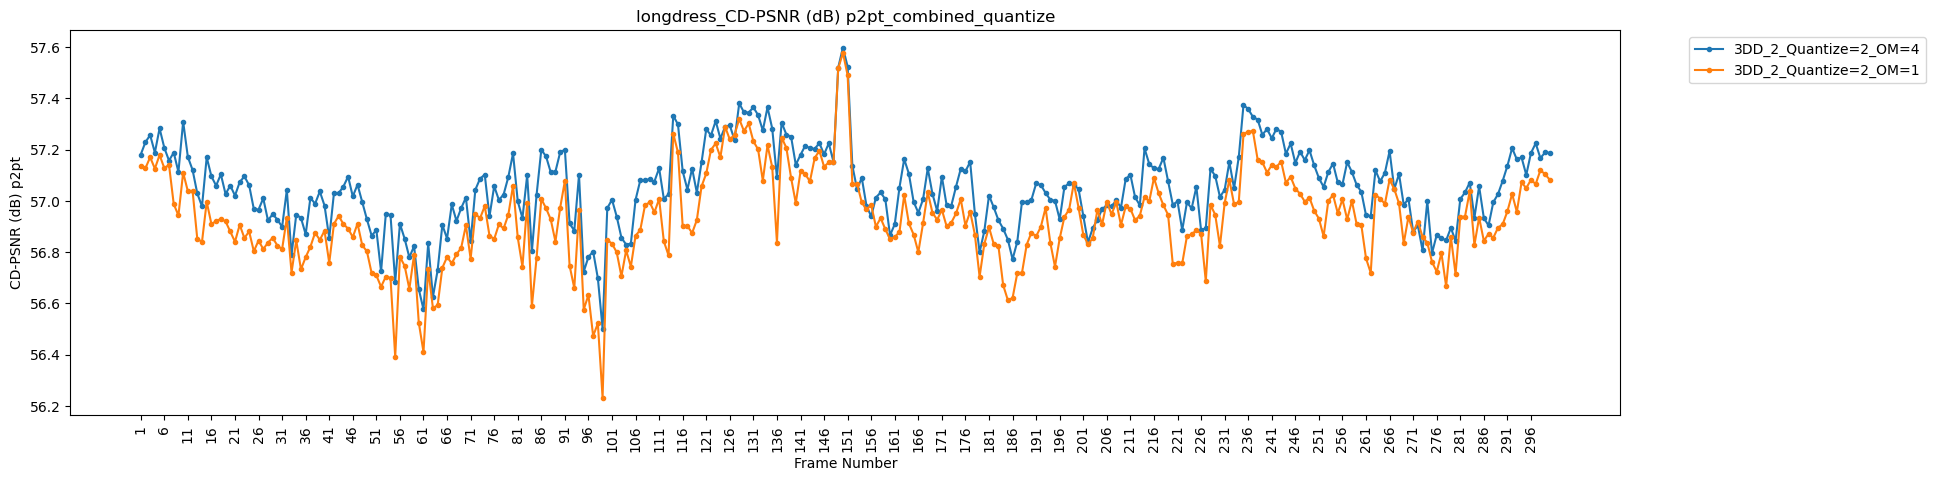 longdress_CD-PSNR (dB) p2pt_combined_quantize
3DD_2_Quantize=2_OM=4
3DD_2_Quantize=2_OM=1
CD-PSNR (dB) p2pt
57.6
57.4
57.2
57.0
56.8
56.6
56.4
56.2
1 6 11 16 21 26 31 36 41 46 51 56 61 66 71 76 81 86 91 96 101 106 111 116 121 126 131 136 141 146 151 156 161 166 171 176 181 186 191 196 201 206 211 216 221 226 231 236 241 246 251 256 261 266 271 276 281 286 291 296
Frame Number